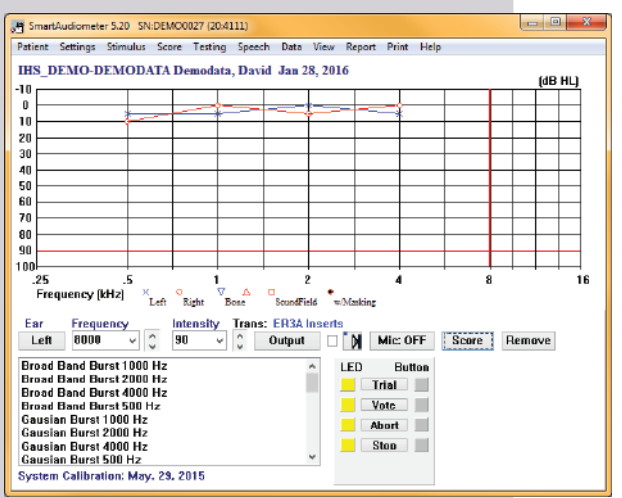 SmartAudiometer 5.20 SN:DEMO0027 (20:4111)
Patient Settings Stimulus Score Testing Speech Data View Report Print Help
IHS_DEMO-DEMODATA Demodata, David Jan 28, 2016
(dB HL)
-10
0
10
20
30
40
50
60
70
80
90
100
.25 .5 1 2 4 8 16
Frequency (kHz) Left Right Bone SoundField w/Masking
Ear Frequency Intensity Trans: ER3A Inserts
Left 8000 90 Output Mic: OFF Score Remove
Broad Band Burst 1000 Hz
Broad Band Burst 2000 Hz
Broad Band Burst 4000 Hz
Broad Band Burst 500 Hz
Gausian Burst 1000 Hz
Gausian Burst 2000 Hz
Gausian Burst 4000 Hz
Gausian Burst 500 Hz
LED Button
Trial
Vote
Abort
Stop
System Calibration: May. 29, 2015